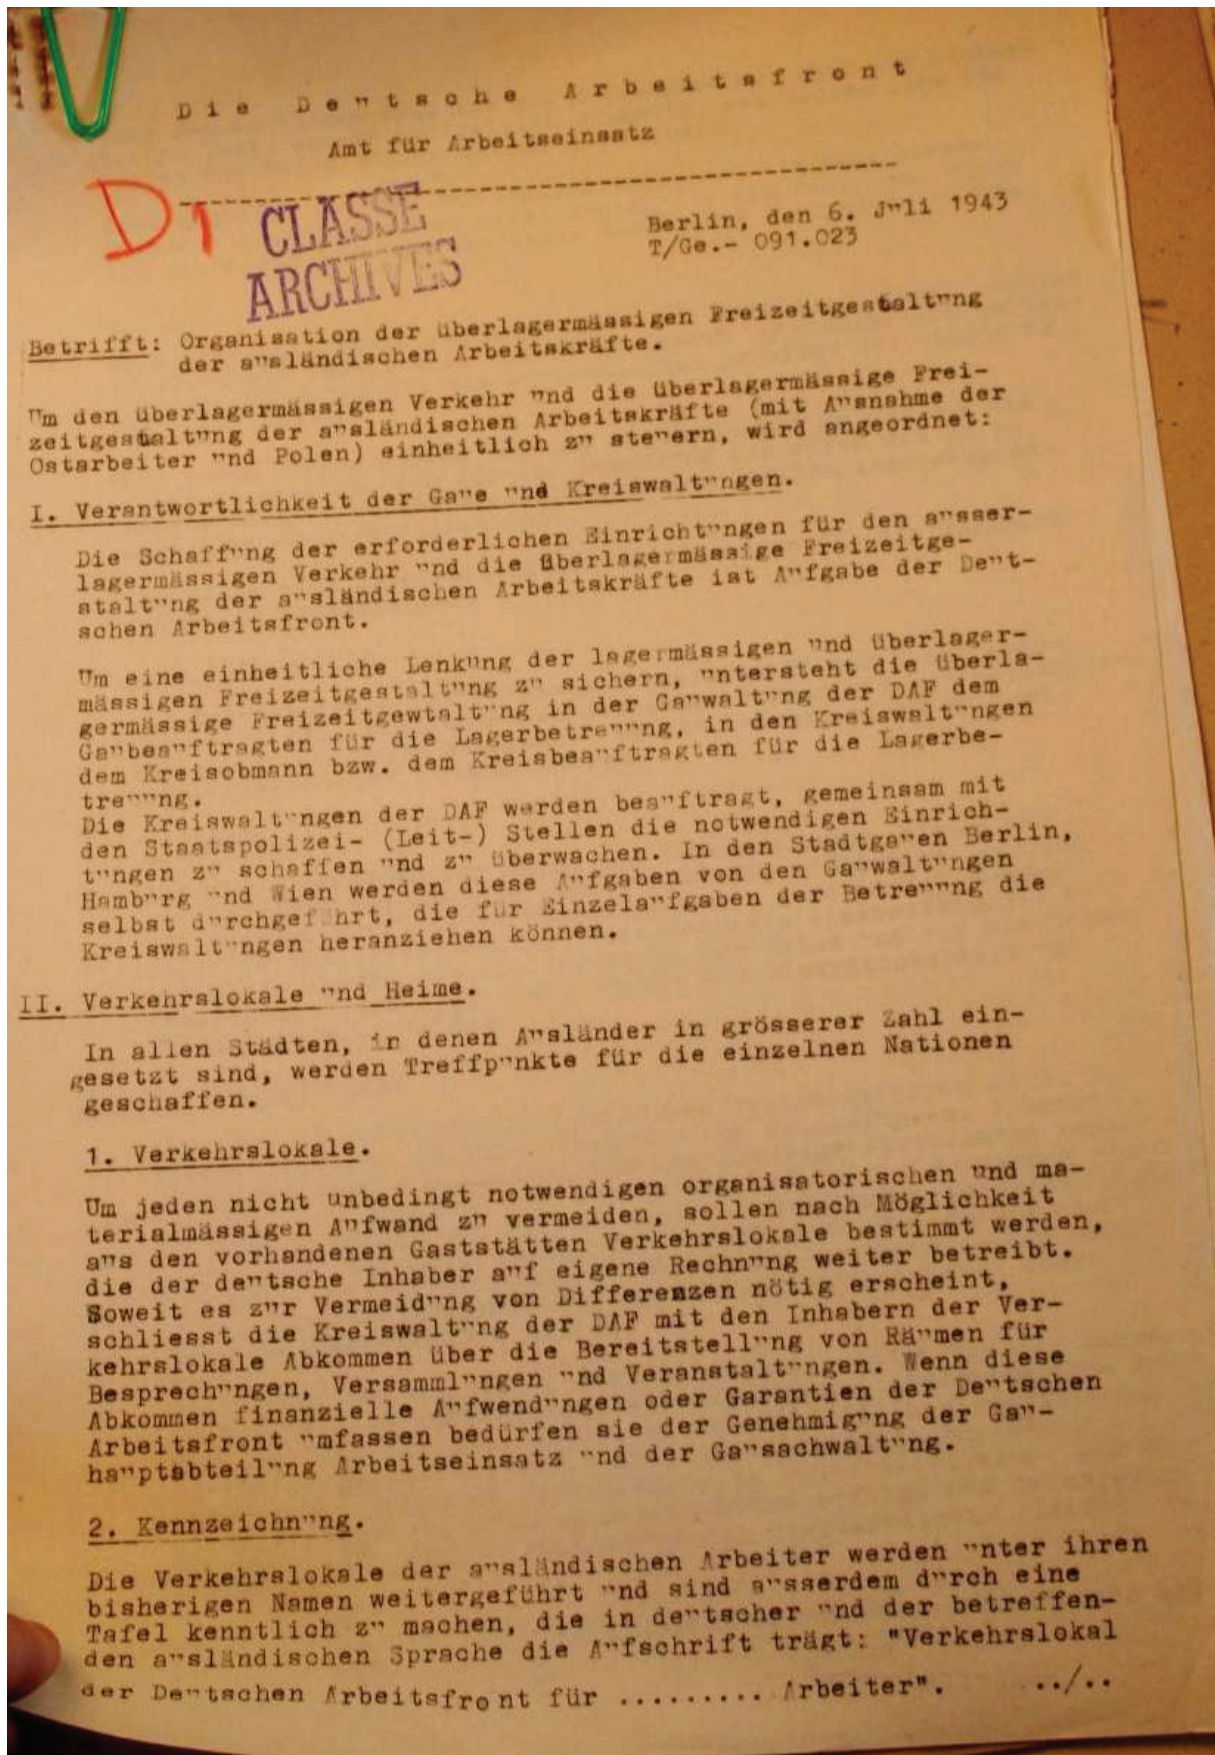 Die Deutsche Arbeitsfront
Amt für Arbeitseinsatz
D1
CLASSE
ARCHIVES
Berlin, den 6. Juli 1943
T/Ge.- 091.023
Betrifft: Organisation der überlagermässigen Freizeitgestaltung
der ausländischen Arbeitskräfte.
Um den überlagermässigen Verkehr und die überlagermässige Frei-
zeitgestaltung der ausländischen Arbeitskräfte (mit Ausnahme der
Ostarbeiter und Polen) einheitlich zu steuern, wird angeordnet:
I. Verantwortlichkeit der Gaue und Kreiswaltungen.
Die Schaffung der erforderlichen Einrichtungen für den ausser-
lagermässigen Verkehr und die überlagermässige Freizeitge-
staltung der ausländischen Arbeitskräfte ist Aufgabe der Deut-
schen Arbeitsfront.
Um eine einheitliche Lenkung der lagermässigen und überlager-
mässigen Freizeitgestaltung zu sichern, untersteht die überla-
germässige Freizeitgewtaltung in der Gauwaltung der DAF dem
Gaubeauftragten für die Lagerbetreuung, in den Kreiswaltungen
dem Kreisobmann bzw. dem Kreisbeauftragten für die Lagerbe-
treuung.
Die Kreiswaltungen der DAF werden beauftragt, gemeinsam mit
den Staatspolizei- (Leit-) Stellen die notwendigen Einrich-
tungen zu schaffen und zu überwachen. In den Stadtgauen Berlin,
Hamburg und Wien werden diese Aufgaben von den Gauwaltungen
selbst durchgeführt, die für Einzelaufgaben der Betreuung die
Kreiswaltungen heranziehen können.
II. Verkehrslokale und Heime.
In allen Städten, in denen Ausländer in grösserer Zahl ein-
gesetzt sind, werden Treffpunkte für die einzelnen Nationen
geschaffen.
1. Verkehrslokale.
Um jeden nicht unbedingt notwendigen organisatorischen und ma-
terialmässigen Aufwand zu vermeiden, sollen nach Möglichkeit
aus den vorhandenen Gaststätten Verkehrslokale bestimmt werden,
die der deutsche Inhaber auf eigene Rechnung weiter betreibt.
Soweit es zur Vermeidung von Differenzen nötig erscheint,
schliesst die Kreiswaltung der DAF mit den Inhabern der Ver-
kehrslokale Abkommen über die Bereitstellung von Räumen für
Besprechungen, Versammlungen und Veranstaltungen. Wenn diese
Abkommen finanzielle Aufwendungen oder Garantien der Deutschen
Arbeitsfront umfassen bedürfen sie der Genehmigung der Gau-
hauptabteilung Arbeitseinsatz und der Gausachwaltung.
2. Kennzeichnung.
Die Verkehrslokale der ausländischen Arbeiter werden unter ihren
bisherigen Namen weitergeführt und sind ausserdem durch eine
Tafel kenntlich zu machen, die in deutscher und der betreffen-
den ausländischen Sprache die Aufschrift trägt: "Verkehrslokal
der Deutschen Arbeitsfront für ......... Arbeiter". ../..